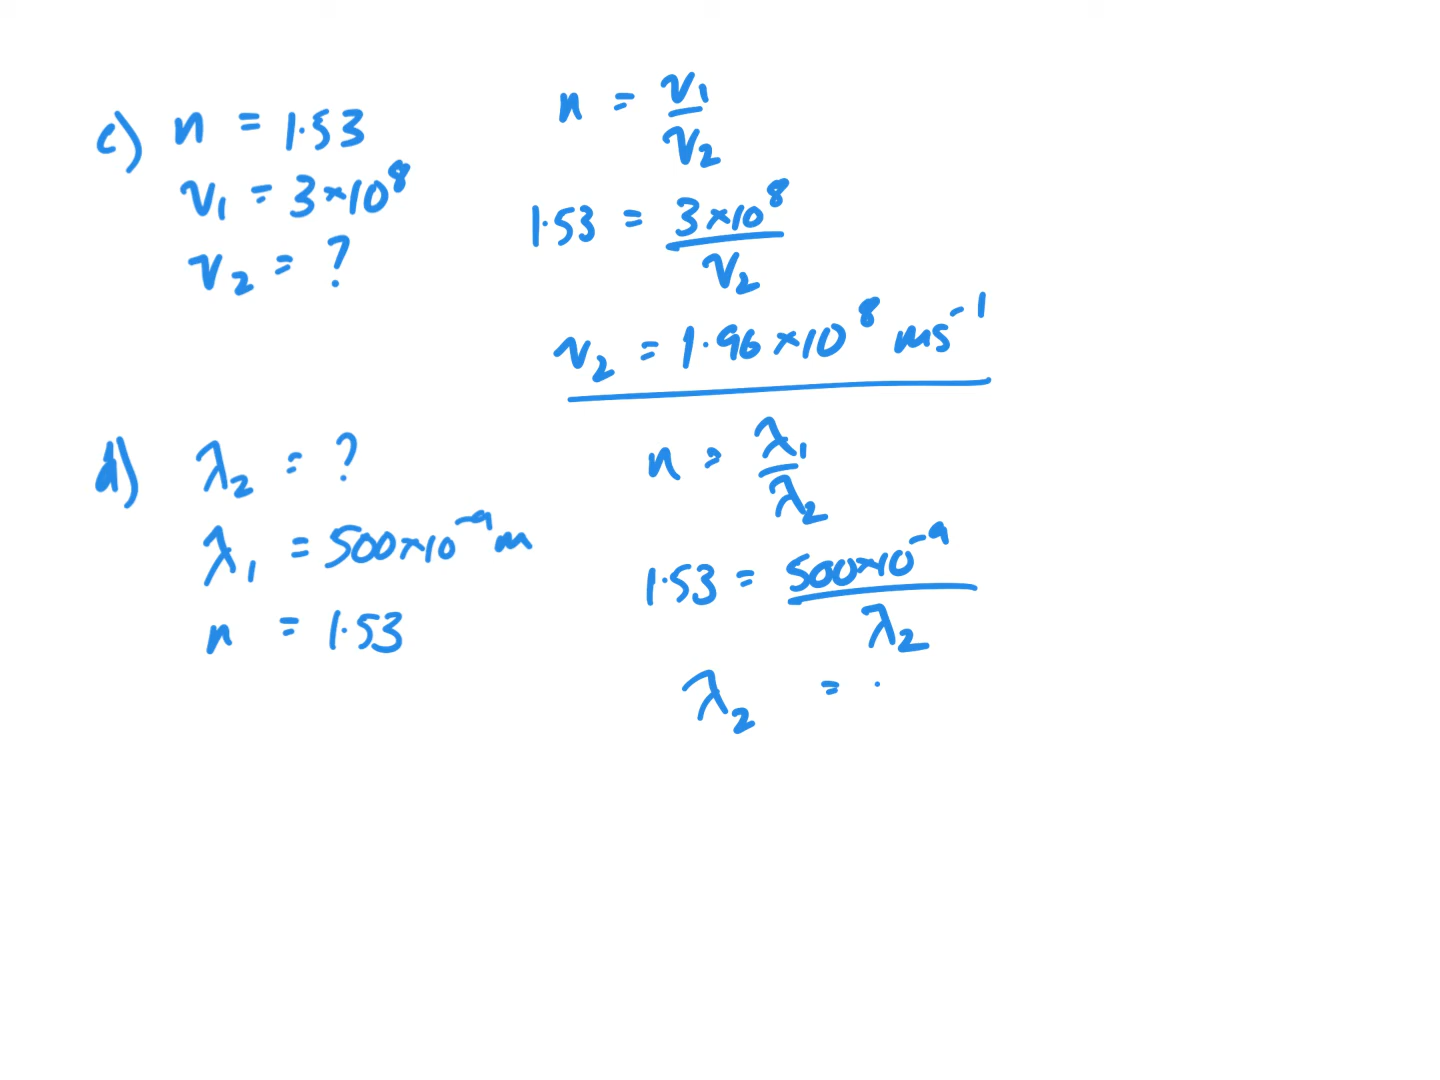 c) n = 1.53
v₁ = 3×10⁸
v₂ = ?
n = v₁/v₂
1.53 = 3×10⁸/v₂
v₂ = 1.96×10⁸ ms⁻¹
d) λ₂ = ?
λ₁ = 500×10⁻⁹m
n = 1.53
n = λ₁/λ₂
1.53 = 500×10⁻⁹/λ₂
λ₂ = .